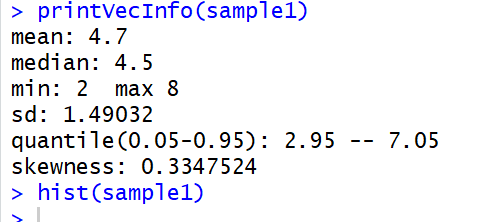 > printVecInfo(sample1)
mean: 4.7
median: 4.5
min: 2  max 8
sd: 1.49032
quantile(0.05-0.95): 2.95 -- 7.05
skewness: 0.3347524
> hist(sample1)
>